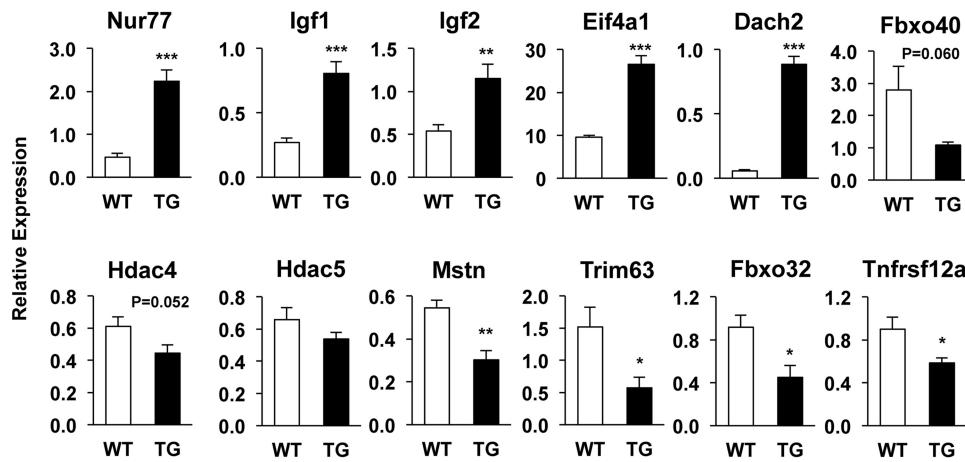 Nur77 Igf1 Igf2 Eif4a1 Dach2 Fbxo40
3.0 *** 1.0 *** 1.5 ** 30 *** 1.0 *** 4.0 P=0.060
3.0
2.0 1.0 20 2.0
0.5 0.5
1.0 0.5 10 1.0
0.0 0.0 0.0 0 0.0 0.0
WT TG WT TG WT TG WT TG WT TG WT TG
Relative Expression
Hdac4 Hdac5 Mstn Trim63 Fbxo32 Tnfrsf12a
0.8 P=0.052 0.8 0.6 2.0 1.2 1.2
0.6 0.6 ** 1.5
0.4 0.8 * 0.8 *
0.4 0.4 1.0 *
0.2 0.4 0.4
0.2 0.2 0.5
0.0 0.0 0.0 0.0 0.0 0.0
WT TG WT TG WT TG WT TG WT TG WT TG